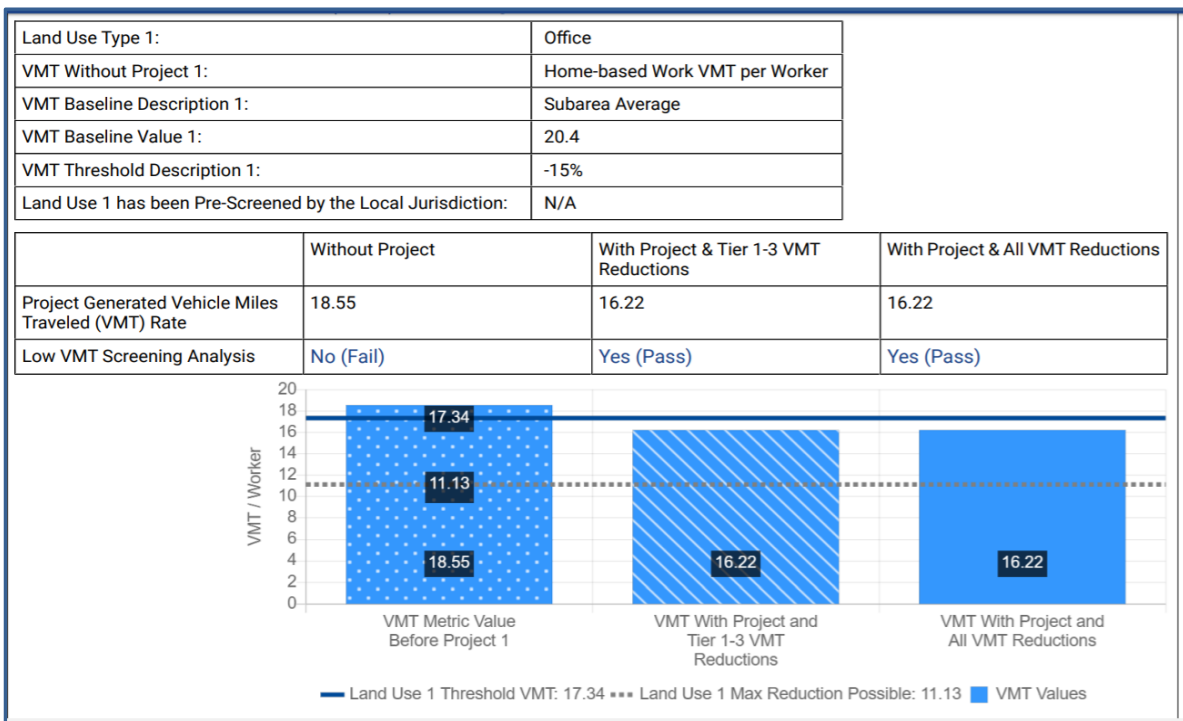 Land Use Type 1: Office
VMT Without Project 1: Home-based Work VMT per Worker
VMT Baseline Description 1: Subarea Average
VMT Baseline Value 1: 20.4
VMT Threshold Description 1: -15%
Land Use 1 has been Pre-Screened by the Local Jurisdiction: N/A
Without Project With Project & Tier 1-3 VMT With Project & All VMT Reductions
Reductions
Project Generated Vehicle Miles 18.55 16.22 16.22
Traveled (VMT) Rate
Low VMT Screening Analysis No (Fail) Yes (Pass) Yes (Pass)
20
18
17.34
16
14
12
11.13
10
8
6
4
18.55 16.22 16.22
2
0
VMT / Worker
VMT Metric Value VMT With Project and VMT With Project and
Before Project 1 Tier 1-3 VMT All VMT Reductions
Reductions
Land Use 1 Threshold VMT: 17.34 Land Use 1 Max Reduction Possible: 11.13 VMT Values